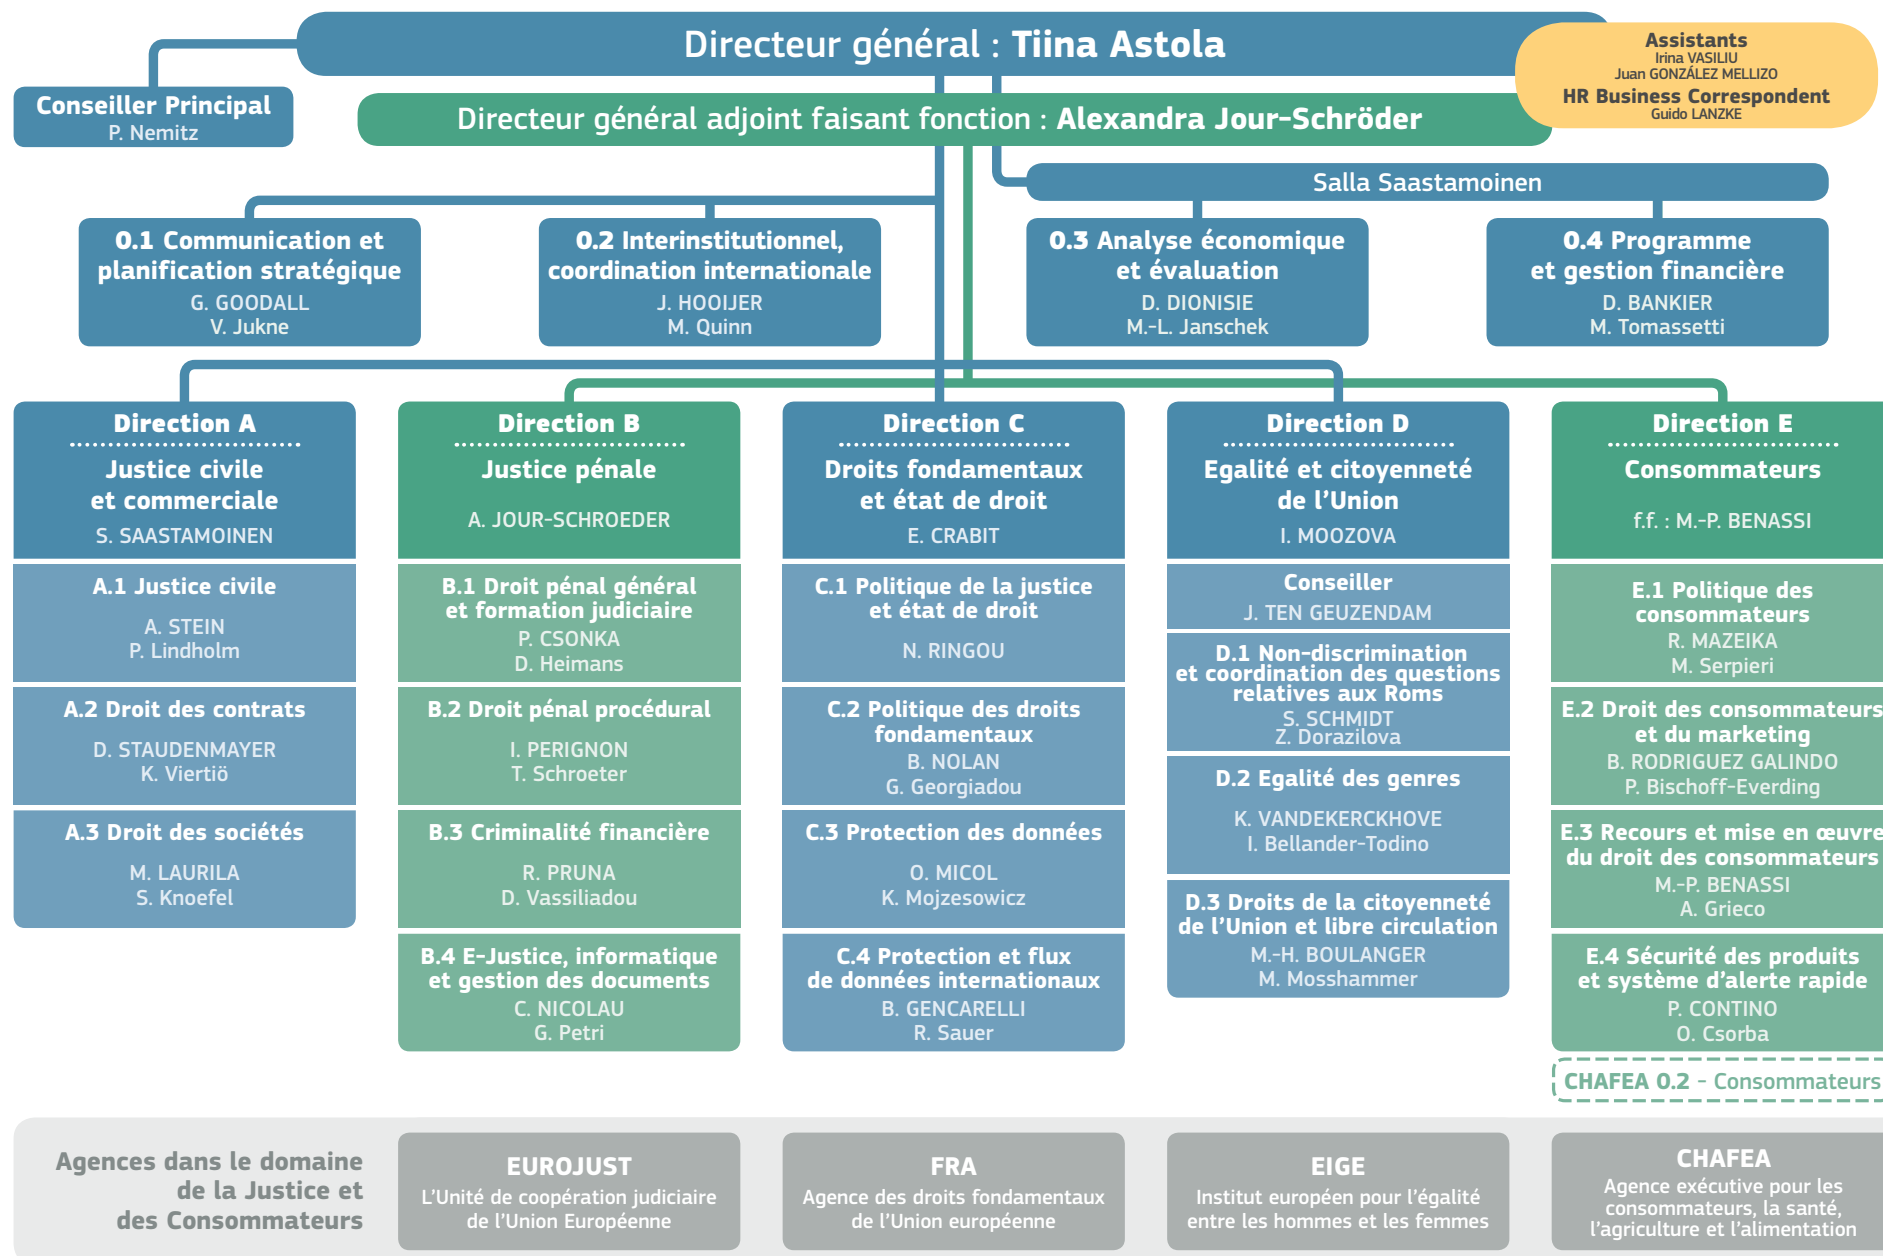 Directeur général : Tiina Astola
Assistants
Irina VASILIU
Juan GONZÁLEZ MELLIZO
HR Business Correspondent
Guido LANZKE
Conseiller Principal
P. Nemitz
Directeur général adjoint faisant fonction : Alexandra Jour-Schröder
Salla Saastamoinen
0.1 Communication et
planification stratégique
G. GOODALL
V. Jukne
0.2 Interinstitutionnel,
coordination internationale
J. HOOIJER
M. Quinn
0.3 Analyse économique
et évaluation
D. DIONISIE
M.-L. Janschek
0.4 Programme
et gestion financière
D. BANKIER
M. Tomassetti
Direction A
Justice civile
et commerciale
S. SAASTAMOINEN
A.1 Justice civile
A. STEIN
P. Lindholm
A.2 Droit des contrats
D. STAUDENMAYER
K. Viertiö
A.3 Droit des sociétés
M. LAURILA
S. Knoefel
Direction B
Justice pénale
A. JOUR-SCHROEDER
B.1 Droit pénal général
et formation judiciaire
P. CSONKA
D. Heimans
B.2 Droit pénal procédural
I. PERIGNON
T. Schroeter
B.3 Criminalité financière
R. PRUNA
D. Vassiliadou
B.4 E-Justice, informatique
et gestion des documents
C. NICOLAU
G. Petri
Direction C
Droits fondamentaux
et état de droit
E. CRABIT
C.1 Politique de la justice
et état de droit
N. RINGOU
C.2 Politique des droits
fondamentaux
B. NOLAN
G. Georgiadou
C.3 Protection des données
O. MICOL
K. Mojzesowicz
C.4 Protection et flux
de données internationaux
B. GENCARELLI
R. Sauer
Direction D
Egalité et citoyenneté
de l'Union
I. MOOZOVA
Conseiller
J. TEN GEUZENDAM
D.1 Non-discrimination
et coordination des questions
relatives aux Roms
S. SCHMIDT
Z. Dorazilova
D.2 Egalité des genres
K. VANDEKERCKHOVE
I. Bellander-Todino
D.3 Droits de la citoyenneté
de l'Union et libre circulation
M.-H. BOULANGER
M. Mosshammer
Direction E
Consommateurs
f.f. : M.-P. BENASSI
E.1 Politique des
consommateurs
R. MAZEIKA
M. Serpieri
E.2 Droit des consommateurs
et du marketing
B. RODRIGUEZ GALINDO
P. Bischoff-Everding
E.3 Recours et mise en œuvre
du droit des consommateurs
M.-P. BENASSI
A. Grieco
E.4 Sécurité des produits
et système d'alerte rapide
P. CONTINO
O. Csorba
CHAFEA 0.2 - Consommateurs
Agences dans le domaine
de la Justice et
des Consommateurs
EUROJUST
L'Unité de coopération judiciaire
de l'Union Européenne
FRA
Agence des droits fondamentaux
de l'Union européenne
EIGE
Institut européen pour l'égalité
entre les hommes et les femmes
CHAFEA
Agence exécutive pour les
consommateurs, la santé,
l'agriculture et l'alimentation